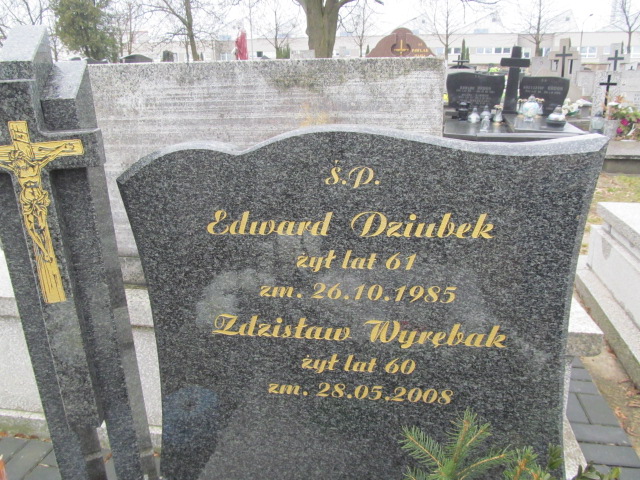 ś.p.
Edward Dziubek
żył lat 61
zm. 26.10.1985
Zdzisław Wyrębak
żył lat 60
zm. 28.05.2008